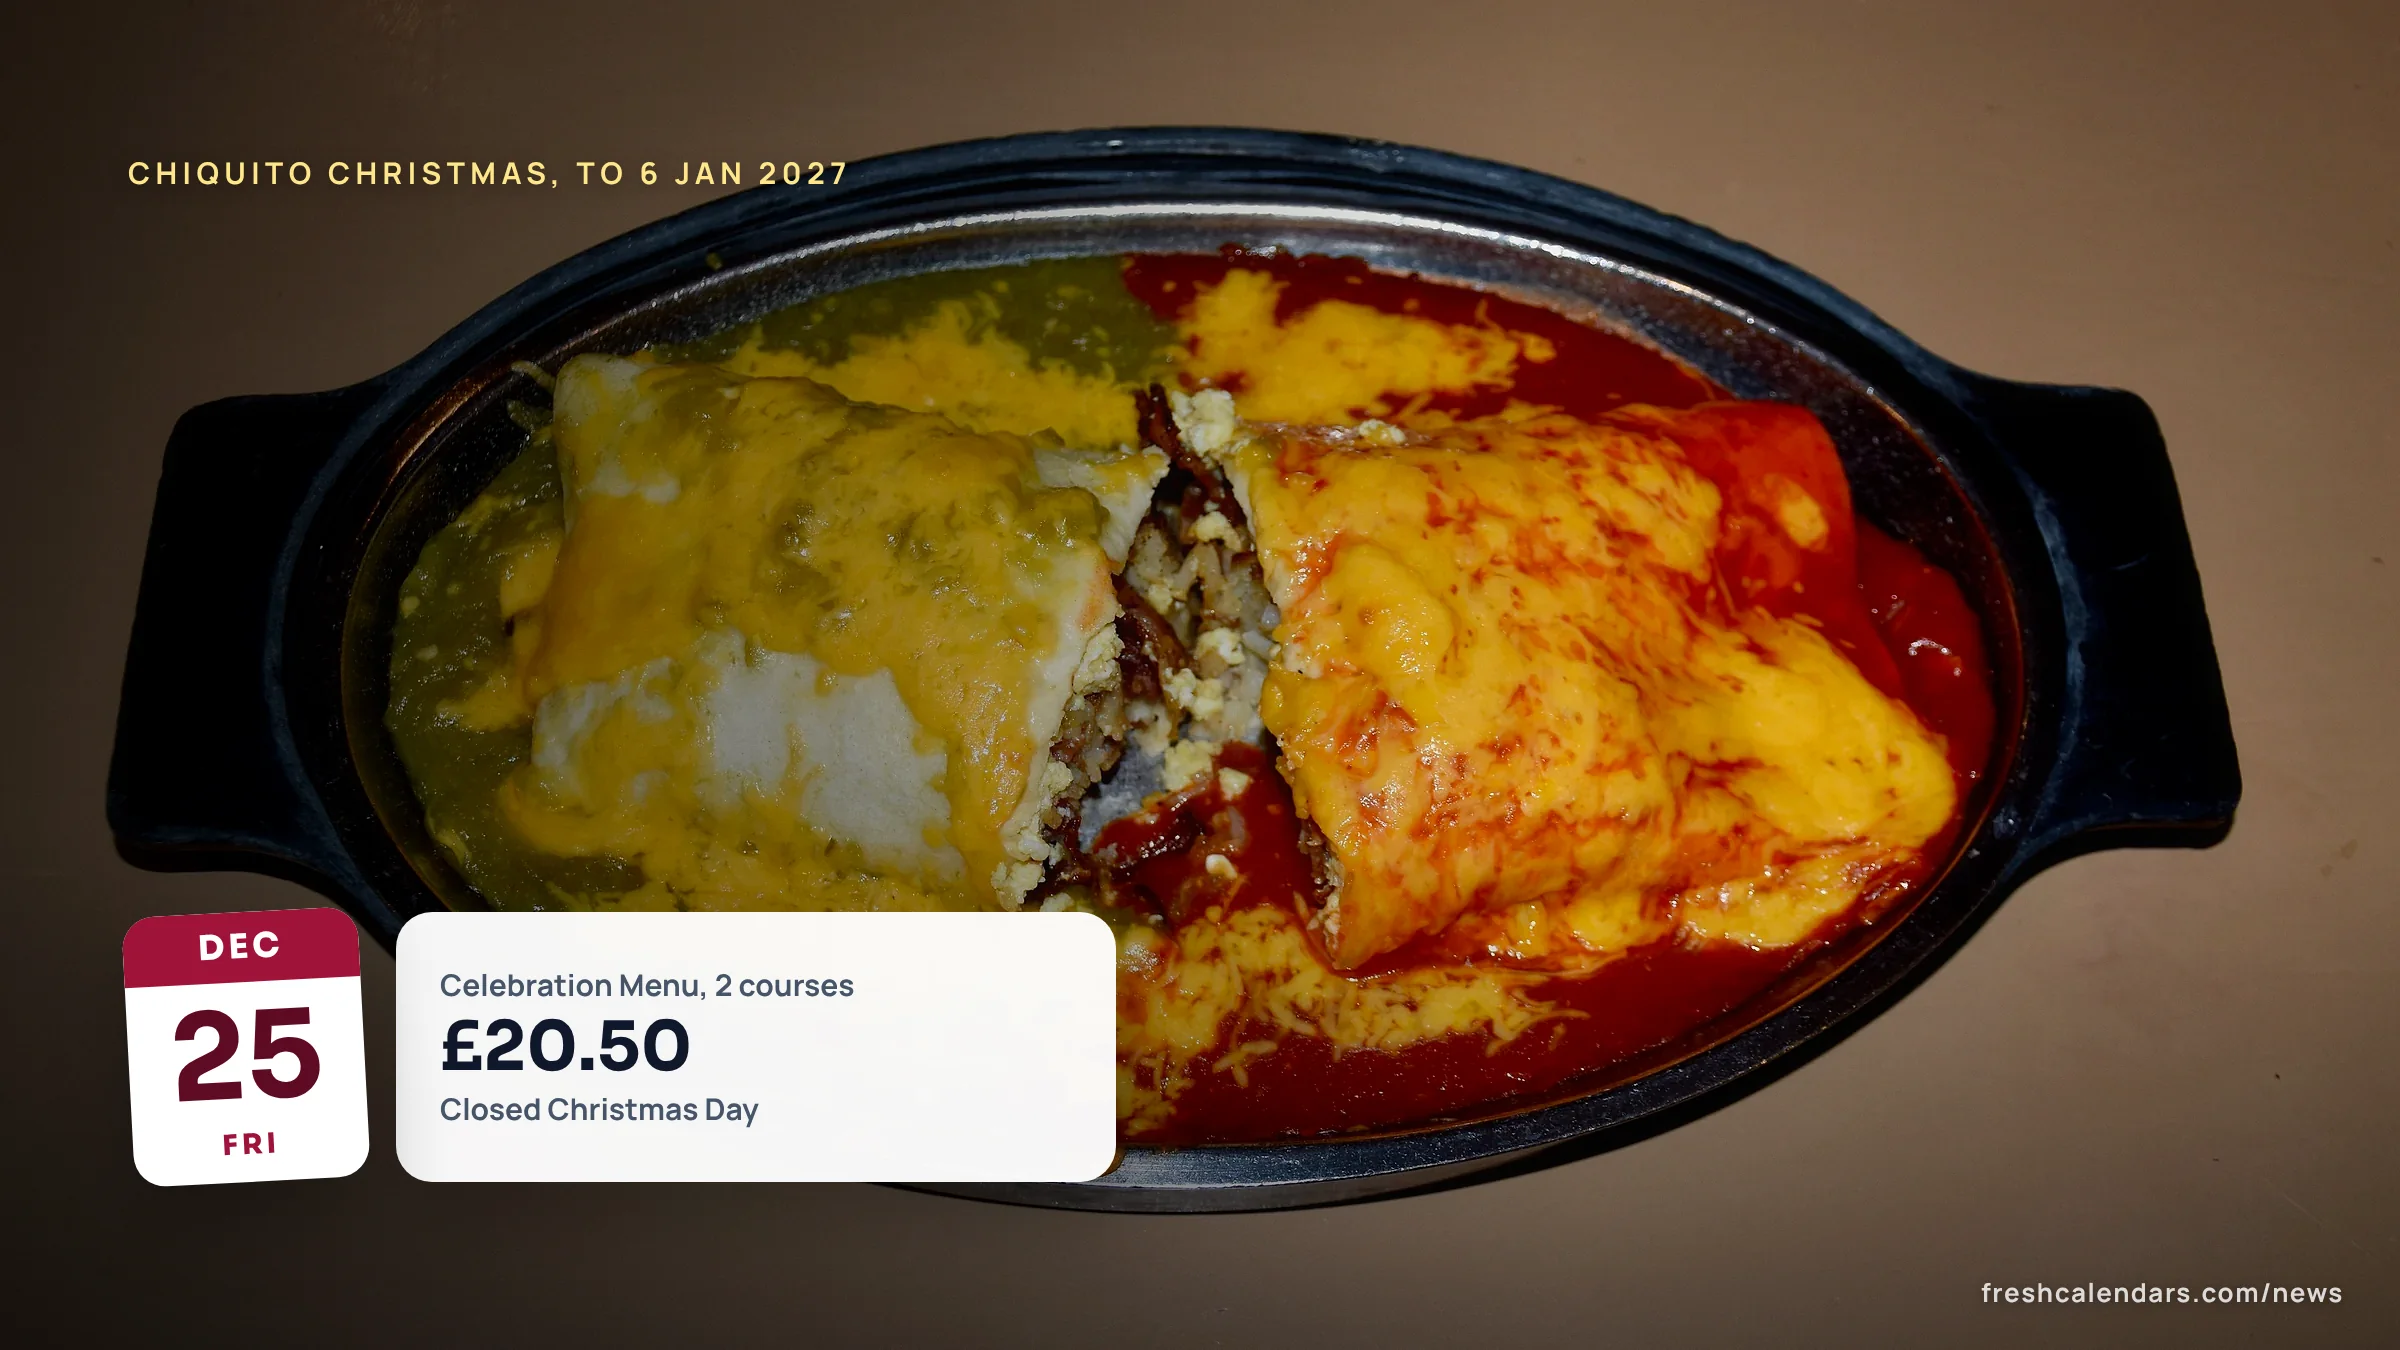 CHIQUITO CHRISTMAS, TO 6 JAN 2027
DEC
25
FRI
Celebration Menu, 2 courses
£20.50
Closed Christmas Day
freshcalendars.com/news